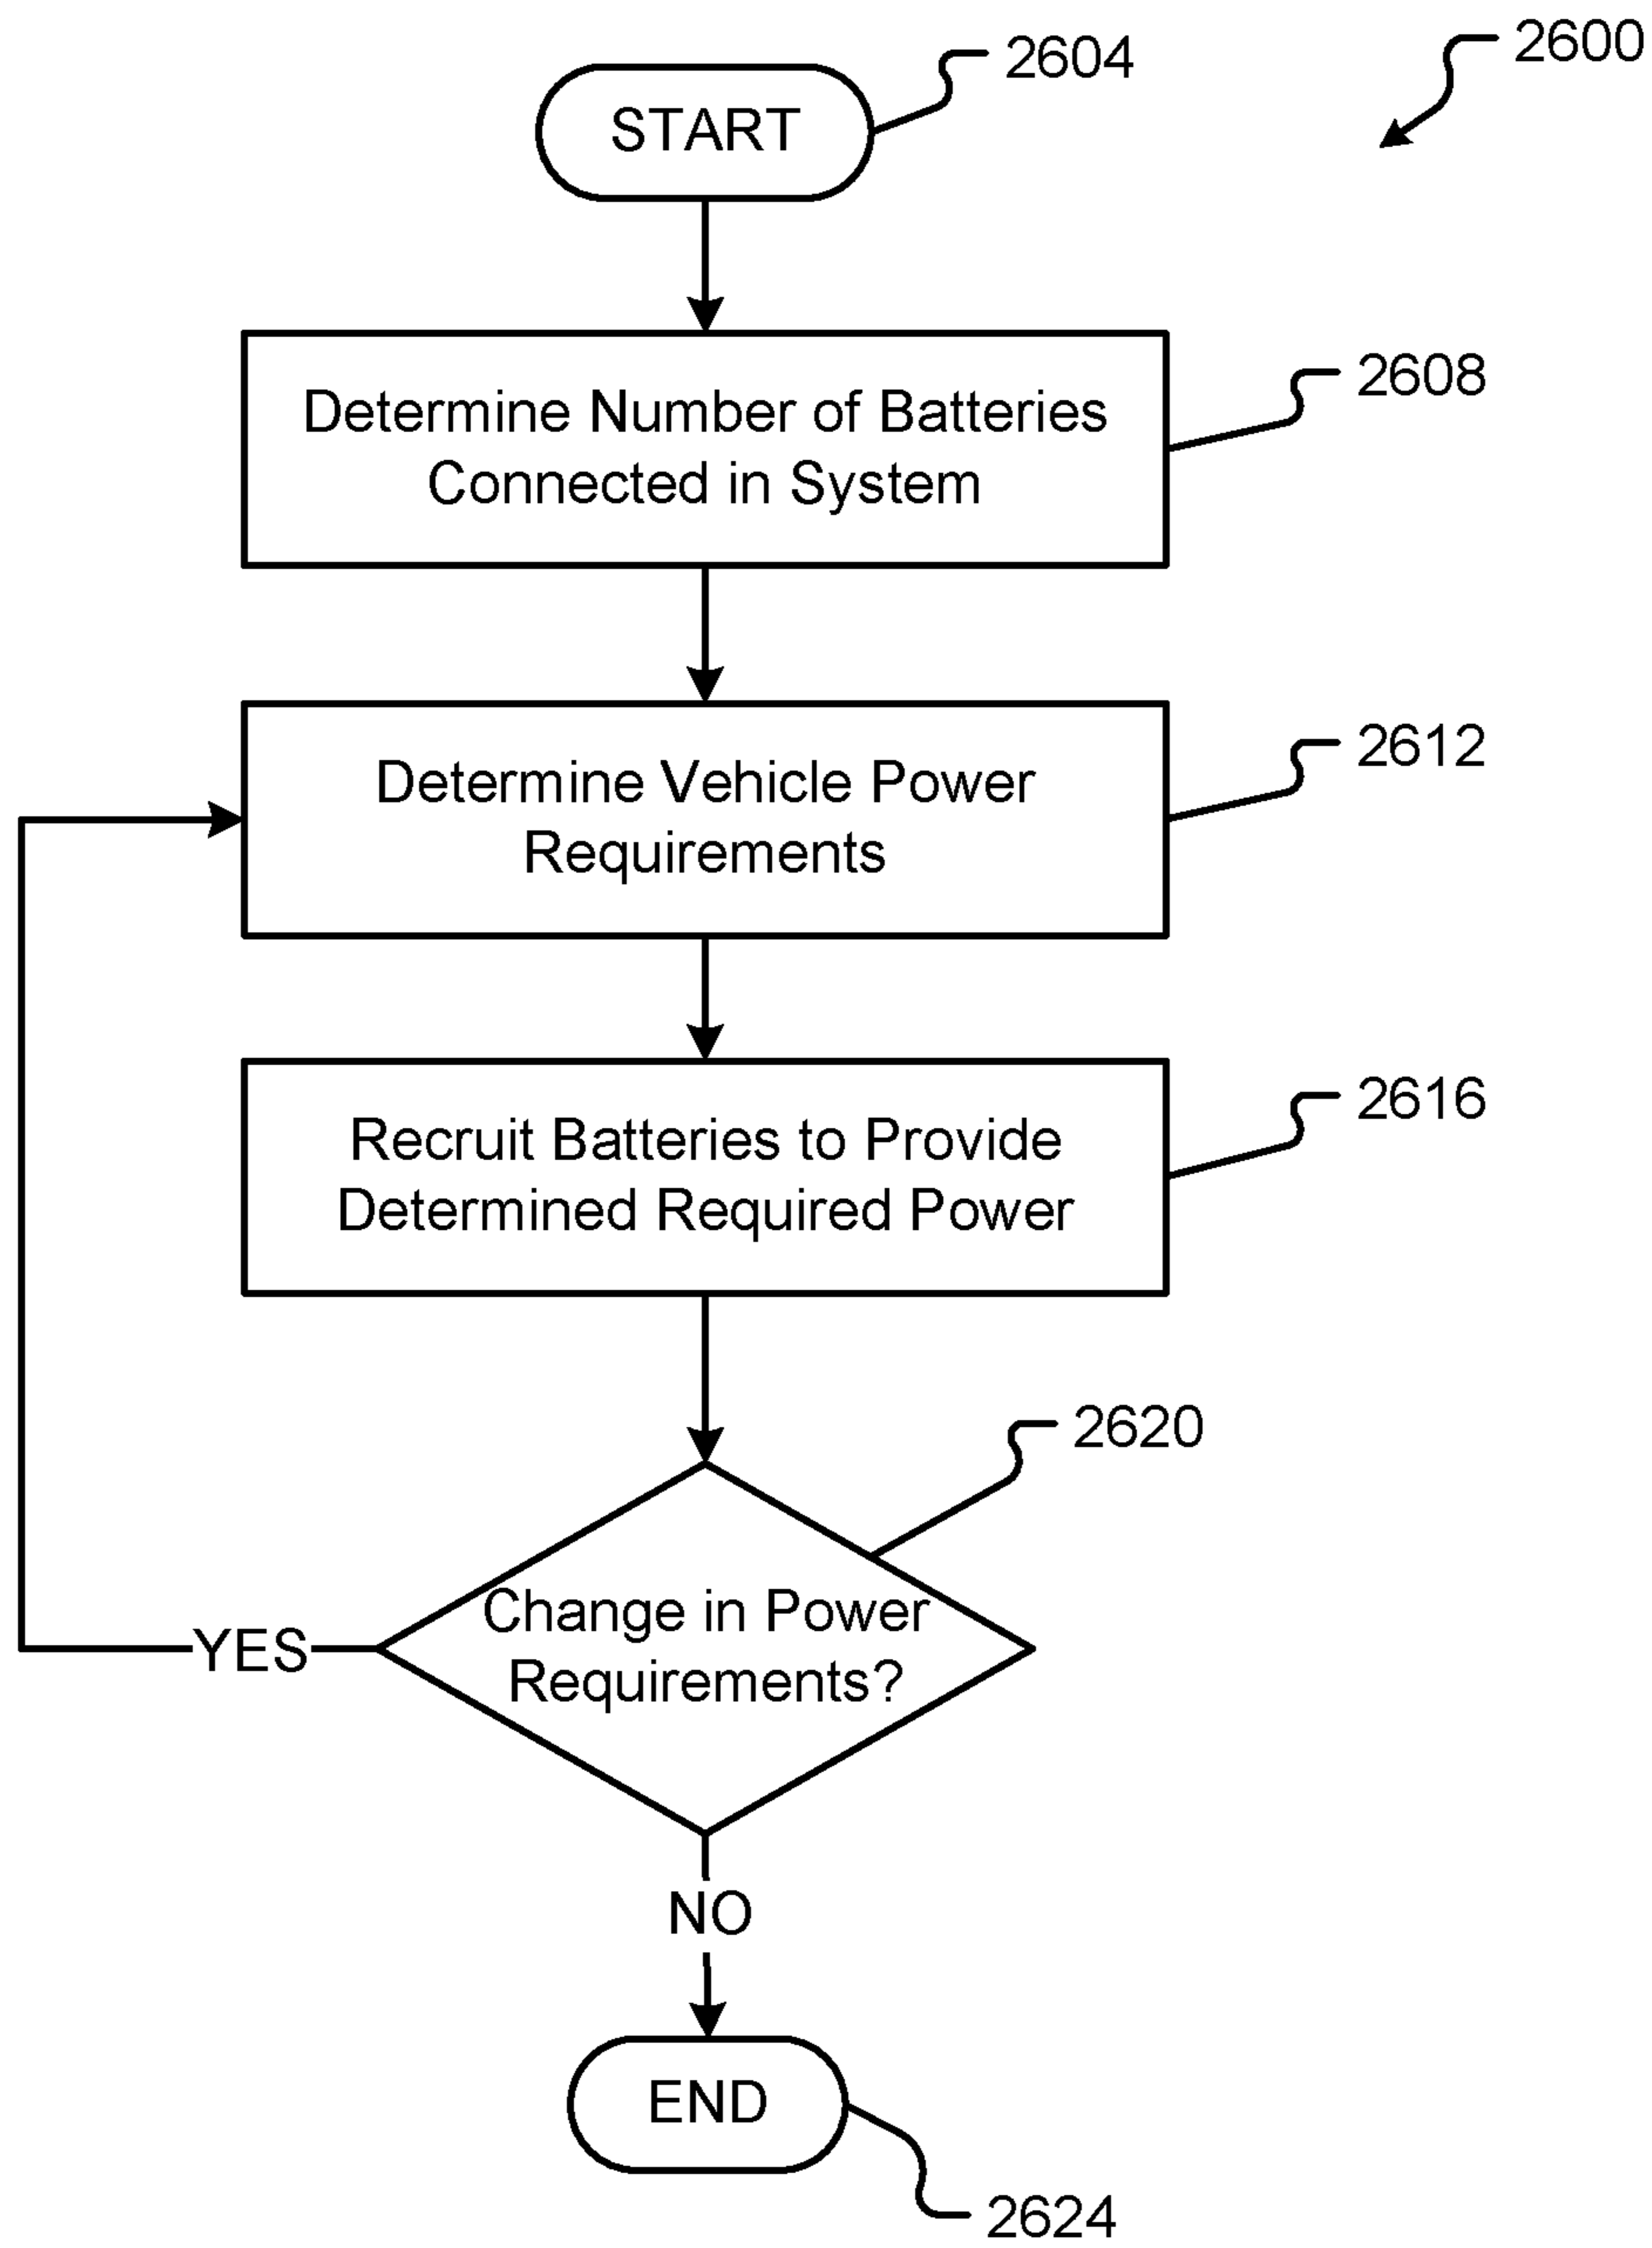 2600
START
2604
Determine Number of Batteries
Connected in System
2608
Determine Vehicle Power
Requirements
2612
Recruit Batteries to Provide
Determined Required Power
2616
Change in Power
Requirements?
2620
YES
NO
END
2624